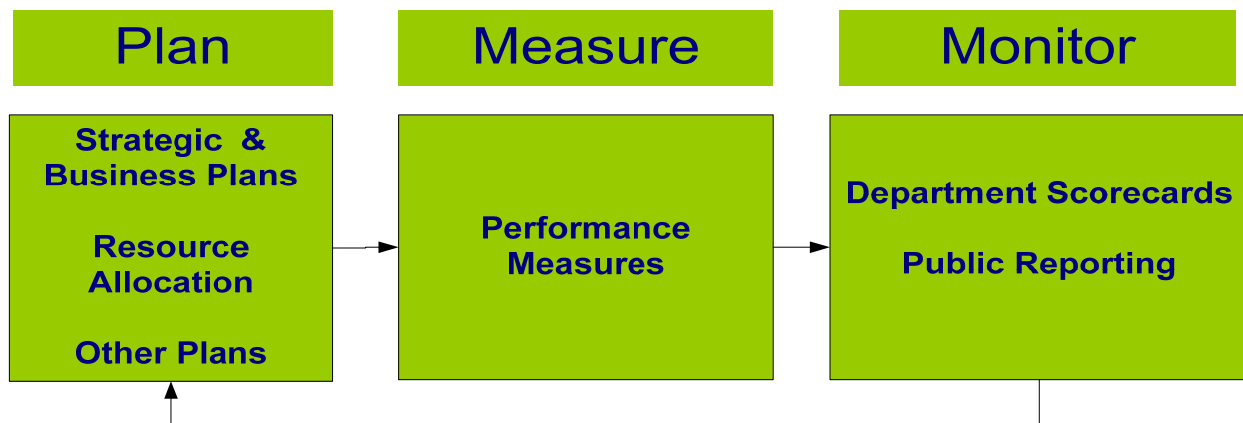 Plan
Measure
Monitor
Strategic & 
Business Plans
Resource
Allocation
Other Plans
Performance
Measures
Department Scorecards
Public Reporting